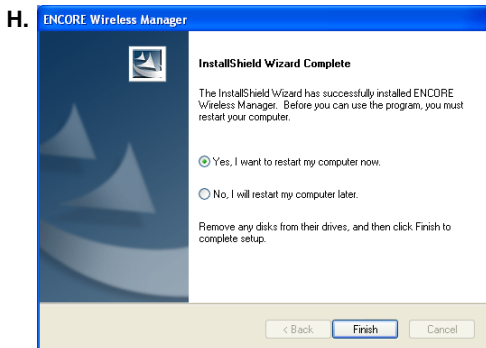 H.
ENCORE Wireless Manager
InstallShield Wizard Complete
The InstallShield Wizard has successfully installed ENCORE
Wireless Manager. Before you can use the program, you must
restart your computer.
Yes, I want to restart my computer now.
No, I will restart my computer later.
Remove any disks from their drives, and then click Finish to
complete setup.
< Back Finish Cancel